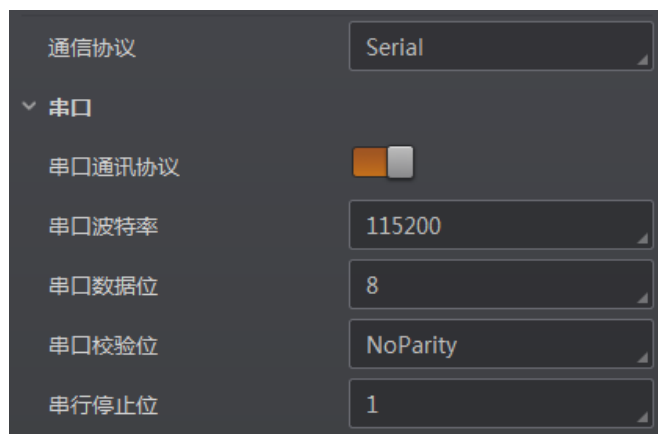 通信协议 Serial
串口
串口通讯协议
串口波特率 115200
串口数据位 8
串口校验位 NoParity
串行停止位 1